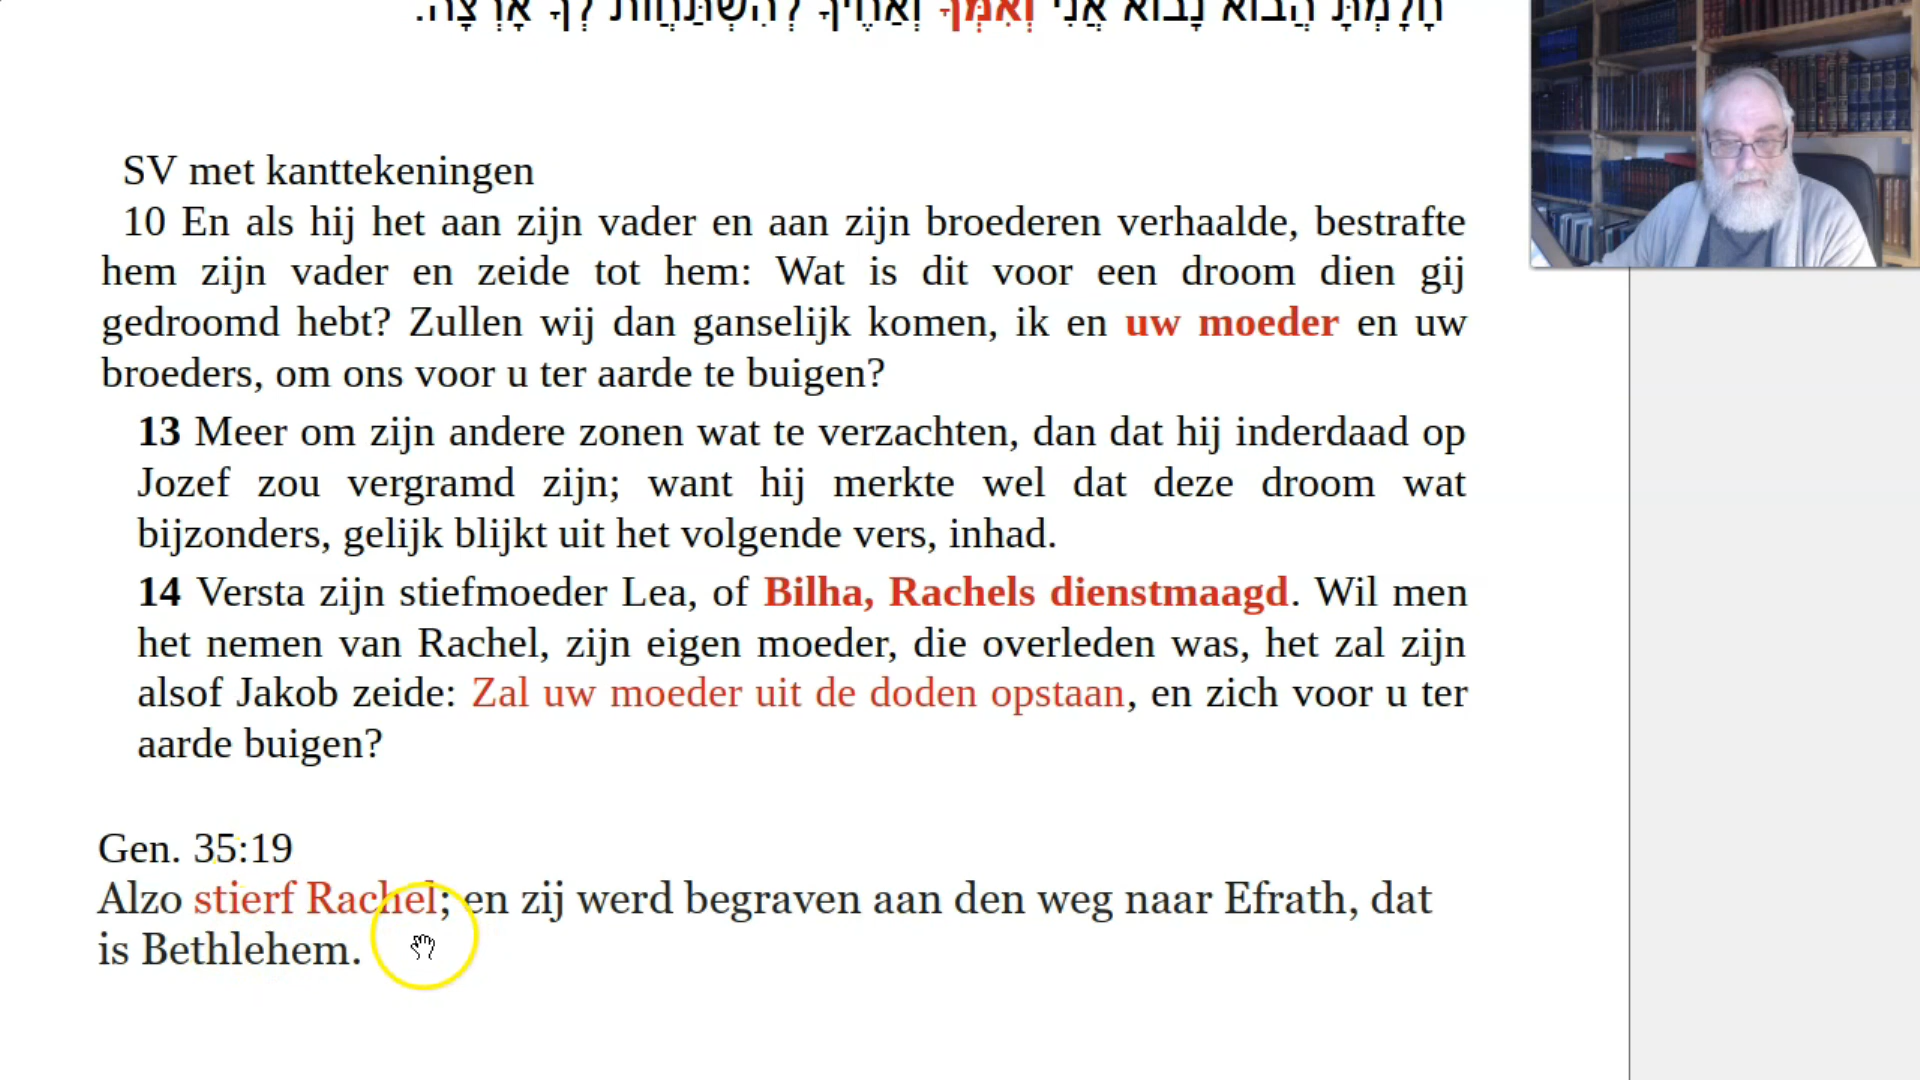 חָלָמְתָּ הֲבוֹא נָבוֹא אֲנִי וְאִמְּךָ וְאַחֶיךָ לְהִשְׁתַּחֲוֹת לְךָ אָרְצָה.
SV met kanttekeningen
10 En als hij het aan zijn vader en aan zijn broederen verhaalde, bestrafte
hem zijn vader en zeide tot hem: Wat is dit voor een droom dien gij
gedroomd hebt? Zullen wij dan ganselijk komen, ik en uw moeder en uw
broeders, om ons voor u ter aarde te buigen?
13 Meer om zijn andere zonen wat te verzachten, dan dat hij inderdaad op
Jozef zou vergramd zijn; want hij merkte wel dat deze droom wat
bijzonders, gelijk blijkt uit het volgende vers, inhad.
14 Versta zijn stiefmoeder Lea, of Bilha, Rachels dienstmaagd. Wil men
het nemen van Rachel, zijn eigen moeder, die overleden was, het zal zijn
alsof Jakob zeide: Zal uw moeder uit de doden opstaan, en zich voor u ter
aarde buigen?
Gen. 35:19
Alzo stierf Rachel; en zij werd begraven aan den weg naar Efrath, dat
is Bethlehem.